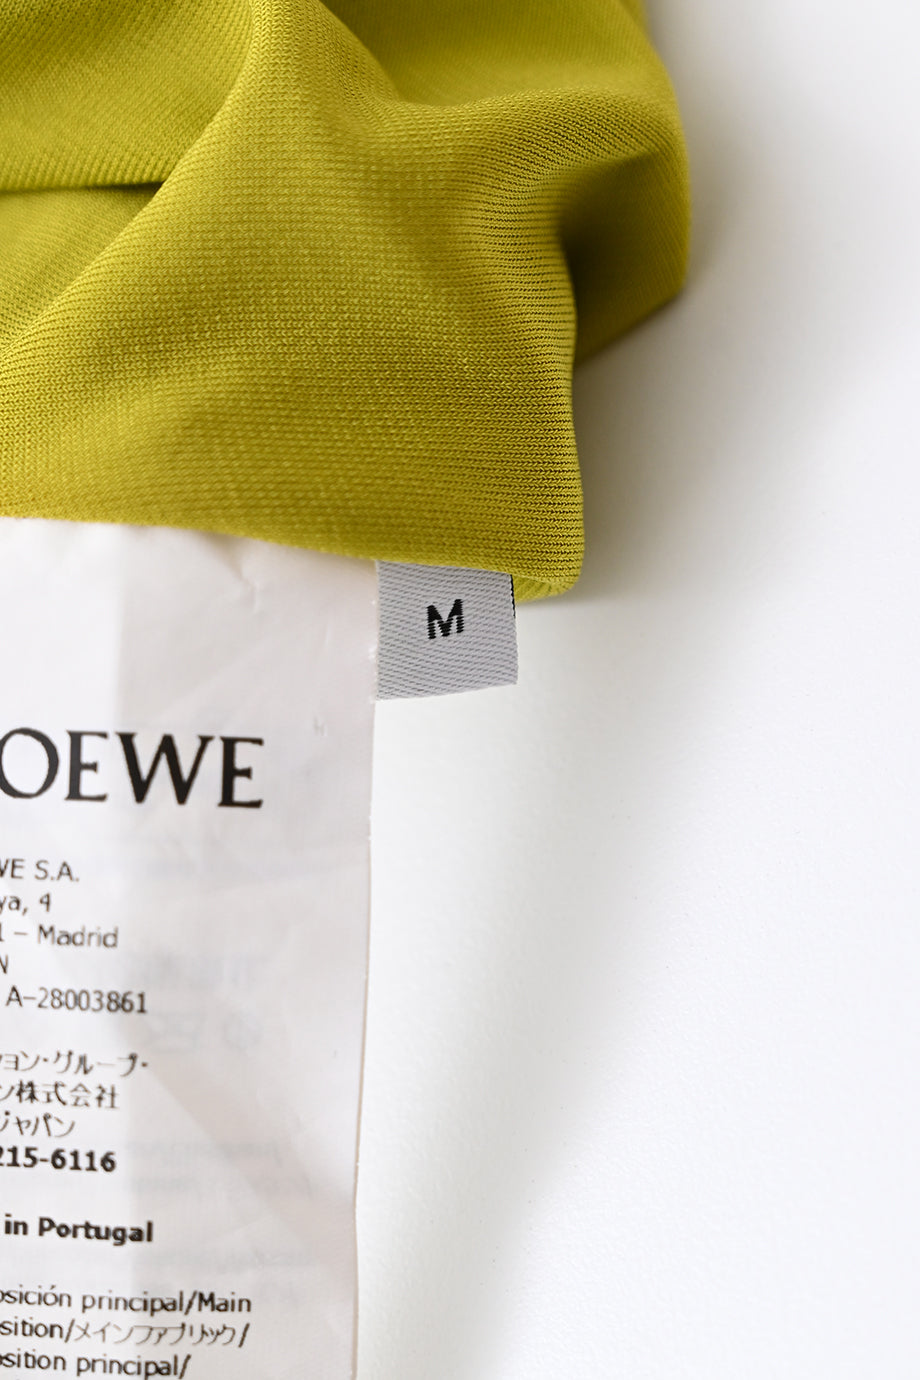 M
OEWE
WE S.A.
ya, 4
1 – Madrid
N
A-28003861
ョン・グループ・
ン株式会社
ジャパン
215-6116
in Portugal
osición principal/Main
sition/メインファブリック/
osition principal/